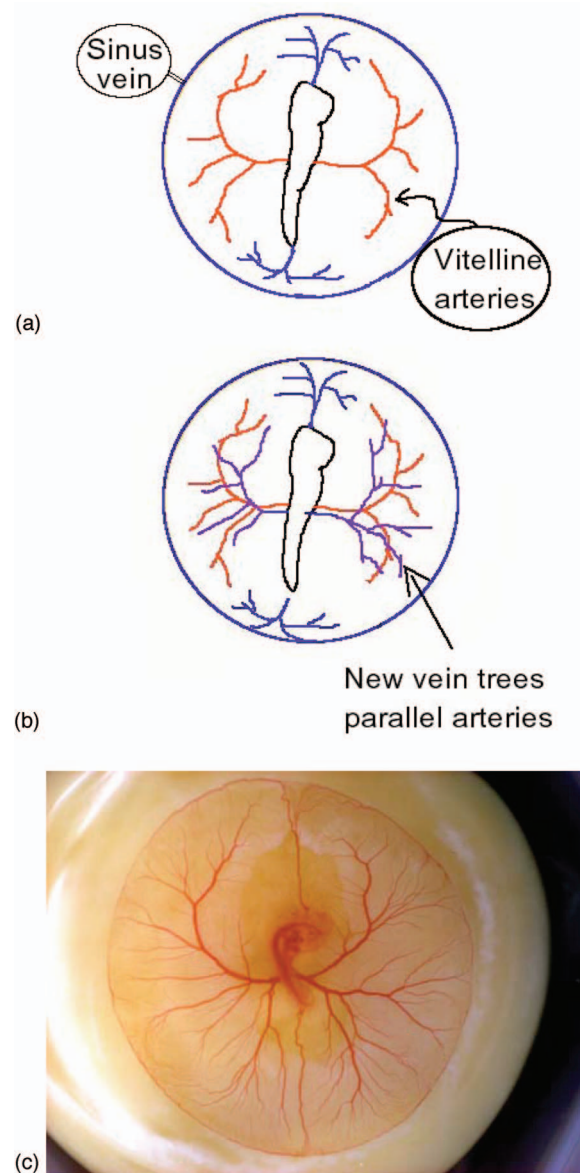 Sinus
vein
Vitelline
arteries
(a)
New vein trees
parallel arteries
(b)
(c)